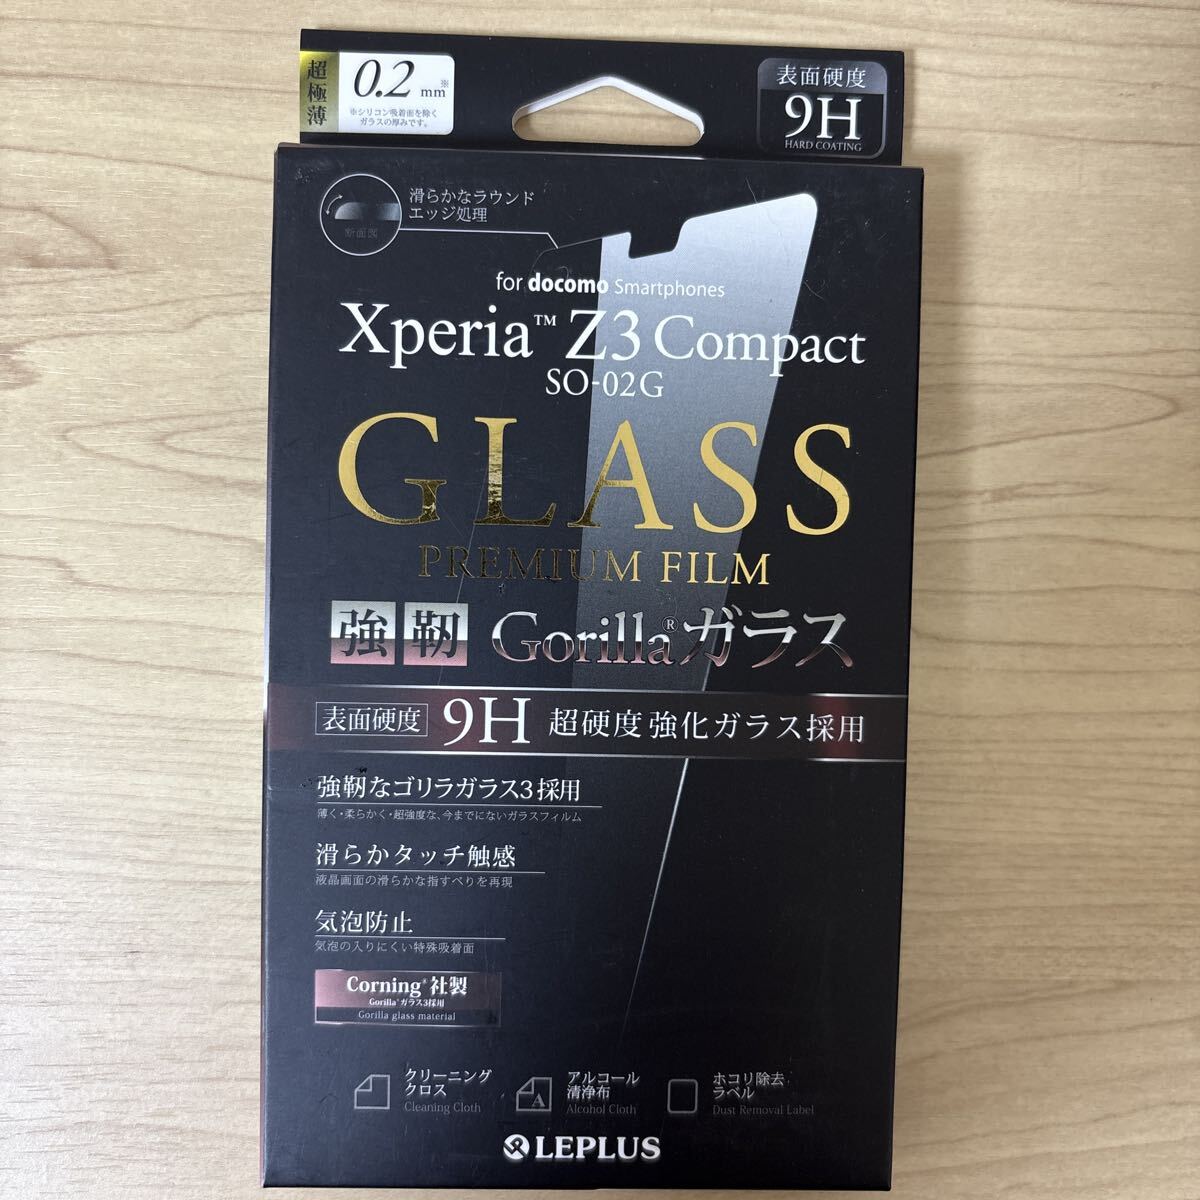 超極薄
0.2 mm※
※シリコン吸着面を除く
ガラスの厚みです。
表面硬度
9H
HARD COATING
滑らかなラウンド
エッジ処理
断面図
for docomo Smartphones
Xperia™ Z3 Compact
SO-02G
GLASS
PREMIUM FILM
強靭 Gorilla®ガラス
表面硬度 9H 超硬度 強化ガラス採用
強靭なゴリラガラス3採用
薄く・柔らかく・超強度な、今までにないガラスフィルム
滑らかタッチ触感
液晶画面の滑らかな指すべりを再現
気泡防止
気泡の入りにくい特殊吸着面
Corning®社製
Gorilla®ガラス3採用
Gorilla glass material
クリーニング
クロス
Cleaning Cloth
アルコール
清浄布
Alcohol Cloth
A
ホコリ除去
ラベル
Dust Removal Label
LEPLUS